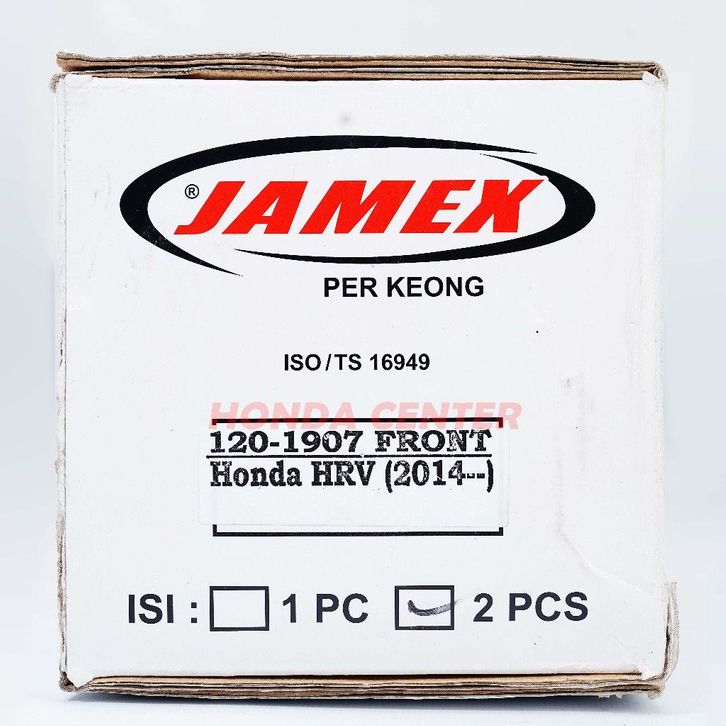 ® JAMEX
PER KEONG
ISO/TS 16949
HONDA CENTER
120-1907 FRONT
Honda HRV (2014--)
ISI : 1 PC 2 PCS